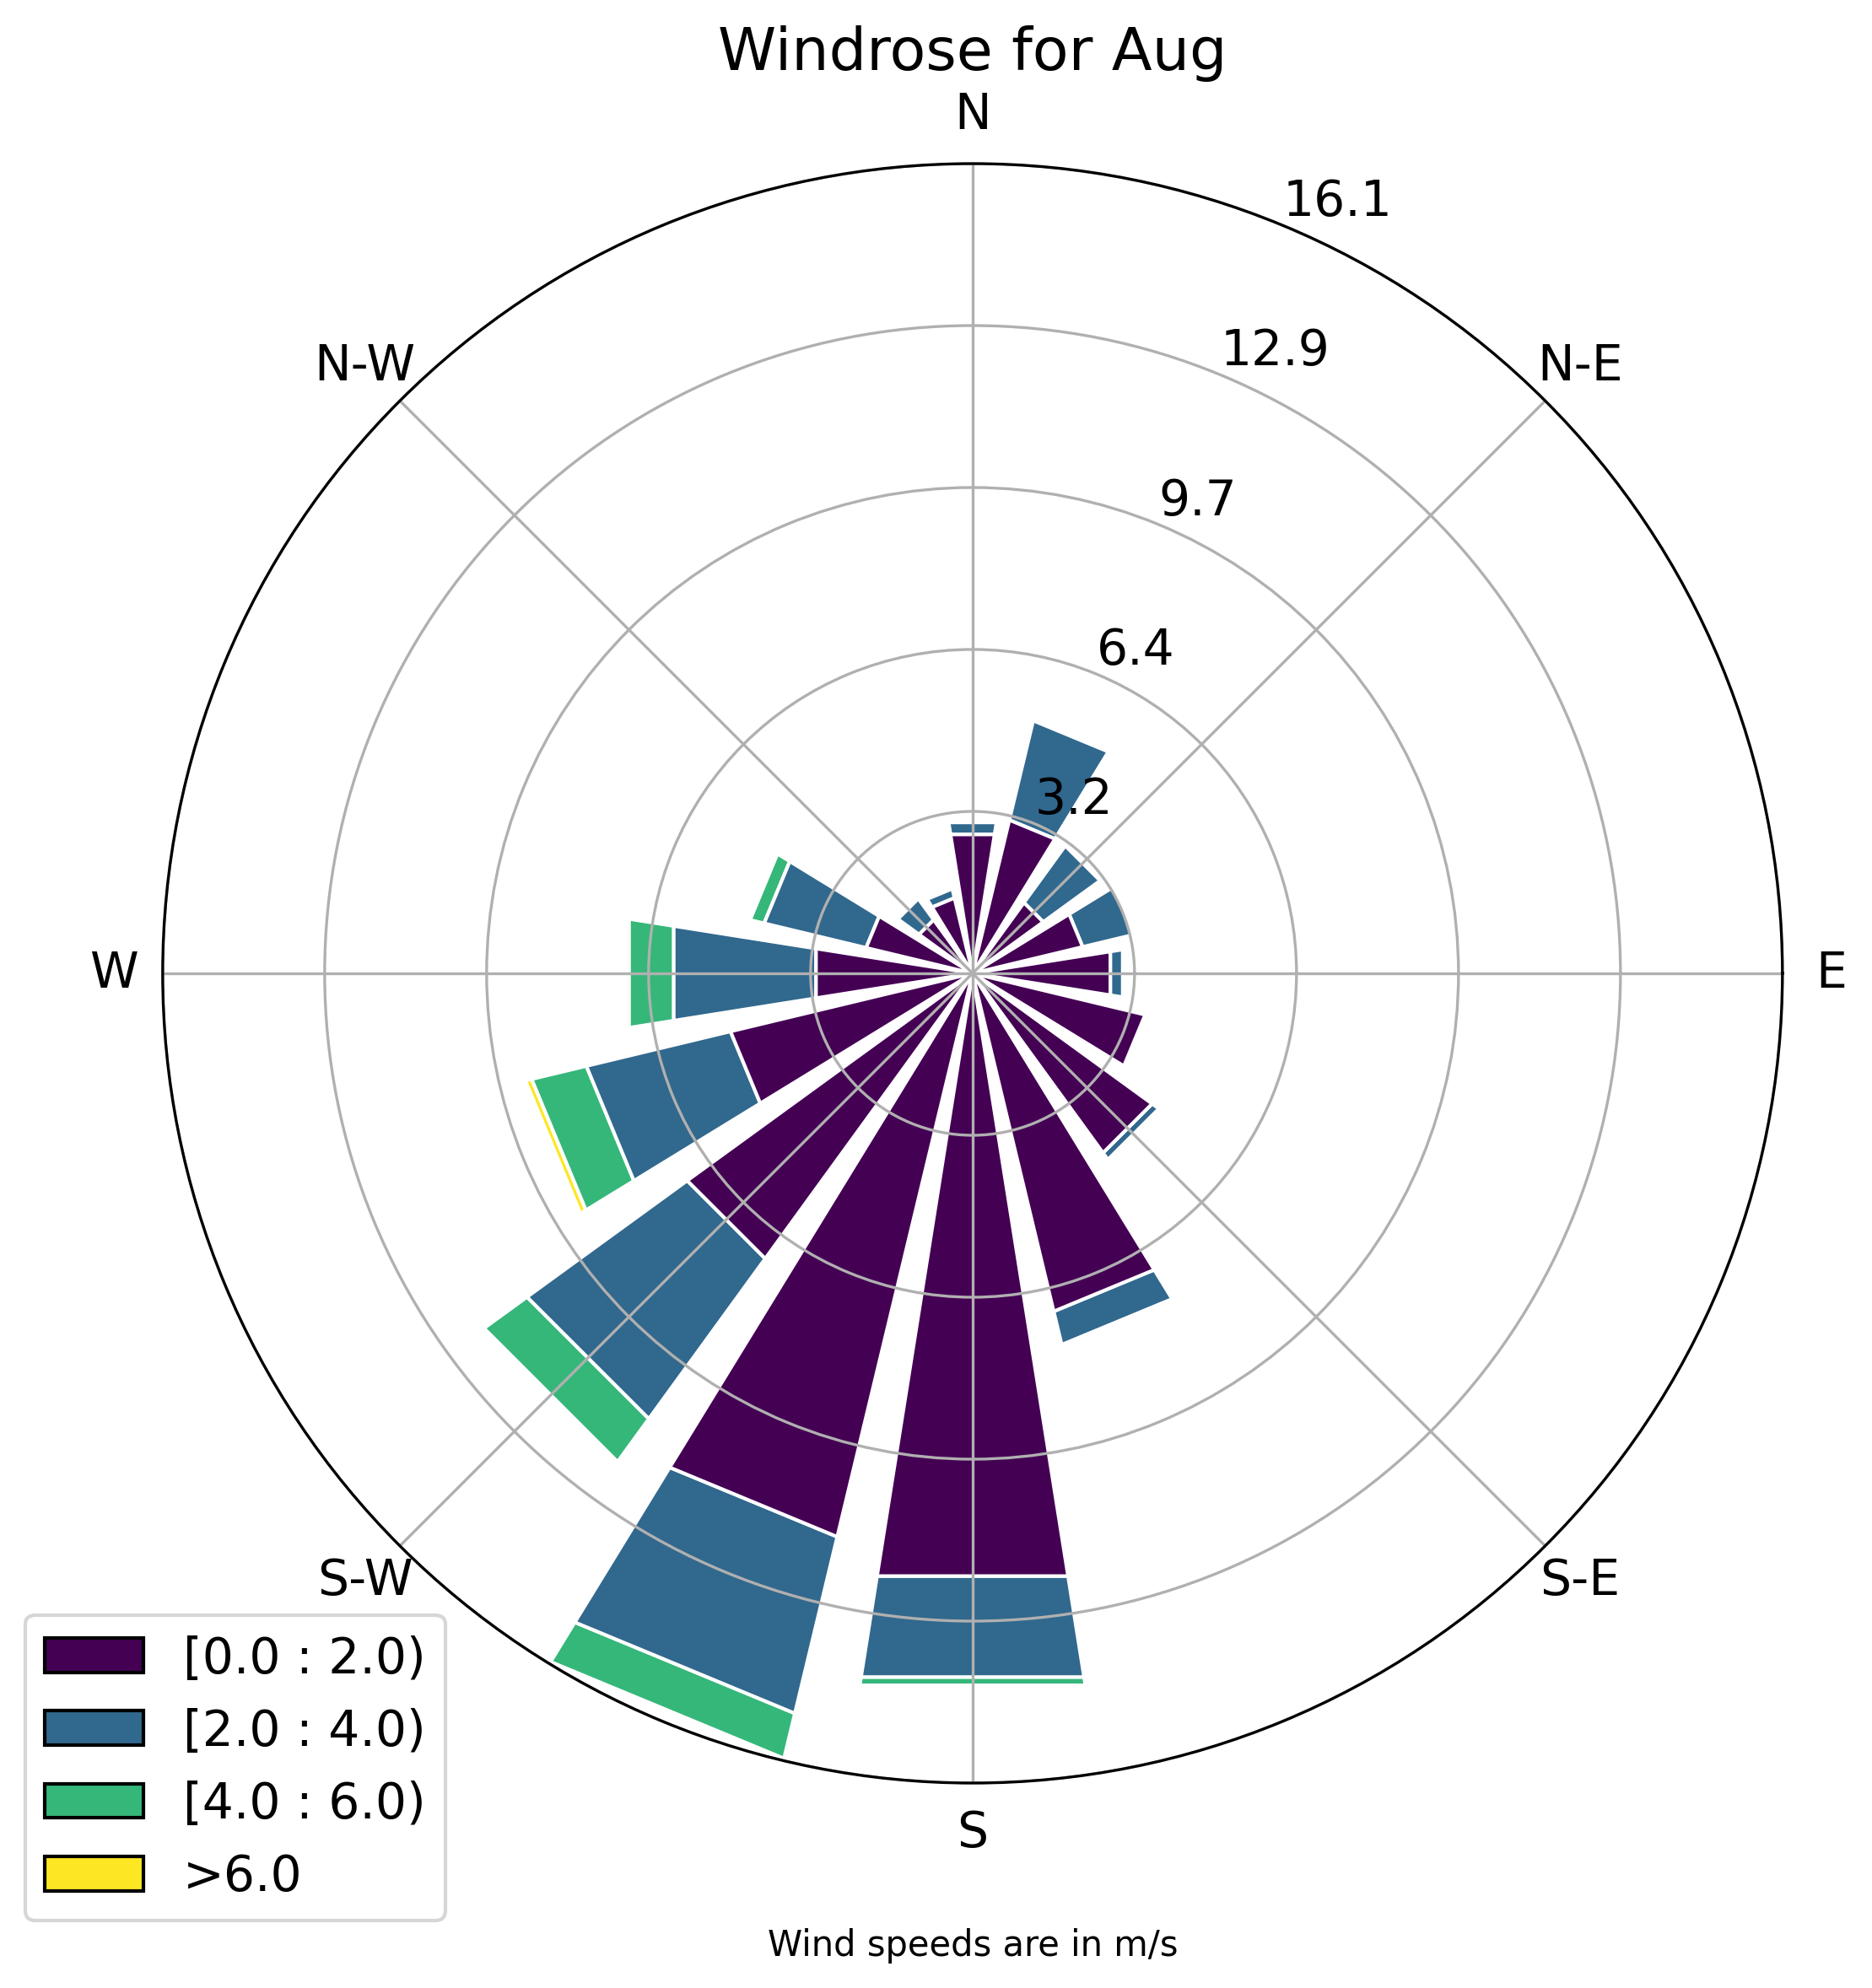 Windrose for Aug
N
16.1
12.9
N-W
N-E
9.7
6.4
3.2
W
E
S-W
S-E
[0.0 : 2.0)
[2.0 : 4.0)
[4.0 : 6.0)
>6.0
S
Wind speeds are in m/s